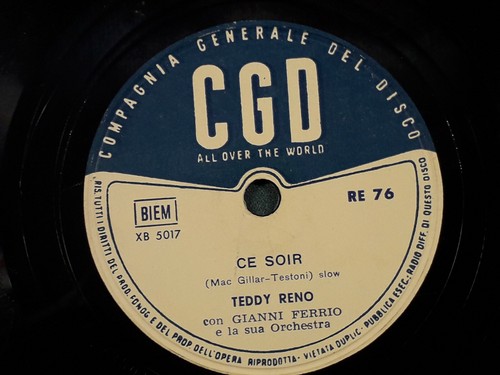 COMPAGNIA GENERALE DEL DISCO
CGD
ALL OVER THE WORLD
BIEM
XB 5017
RE 76
CE SOIR
(Mac Gillar-Testoni) slow
TEDDY RENO
con GIANNI FERRIO
e la sua Orchestra
RIS. TUTTI I DIRITTI DEL PROD. FONOG. E DEL PROP. DELL'OPERA RIPRODOTTA - VIETATA DUPLIC. PUBBLICA ESEC. RADIO DIFF. DI QUESTO DISCO